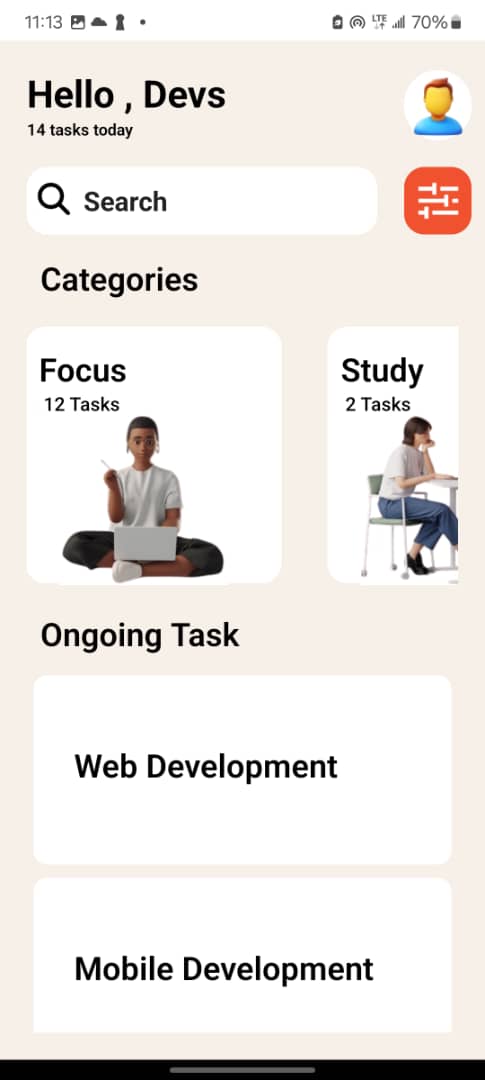 11:13 LTE 70%
Hello , Devs
14 tasks today
Search
Categories
Focus
12 Tasks
Study
2 Tasks
Ongoing Task
Web Development
Mobile Development